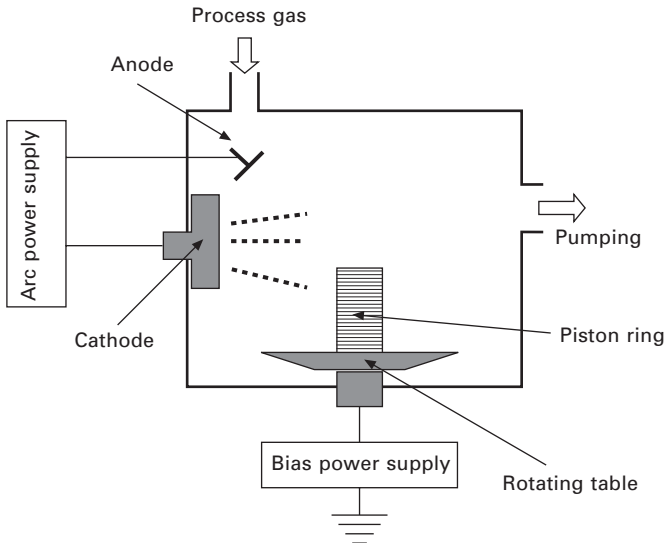 Process gas
Anode
Arc power supply
Pumping
Cathode
Piston ring
Bias power supply
Rotating table